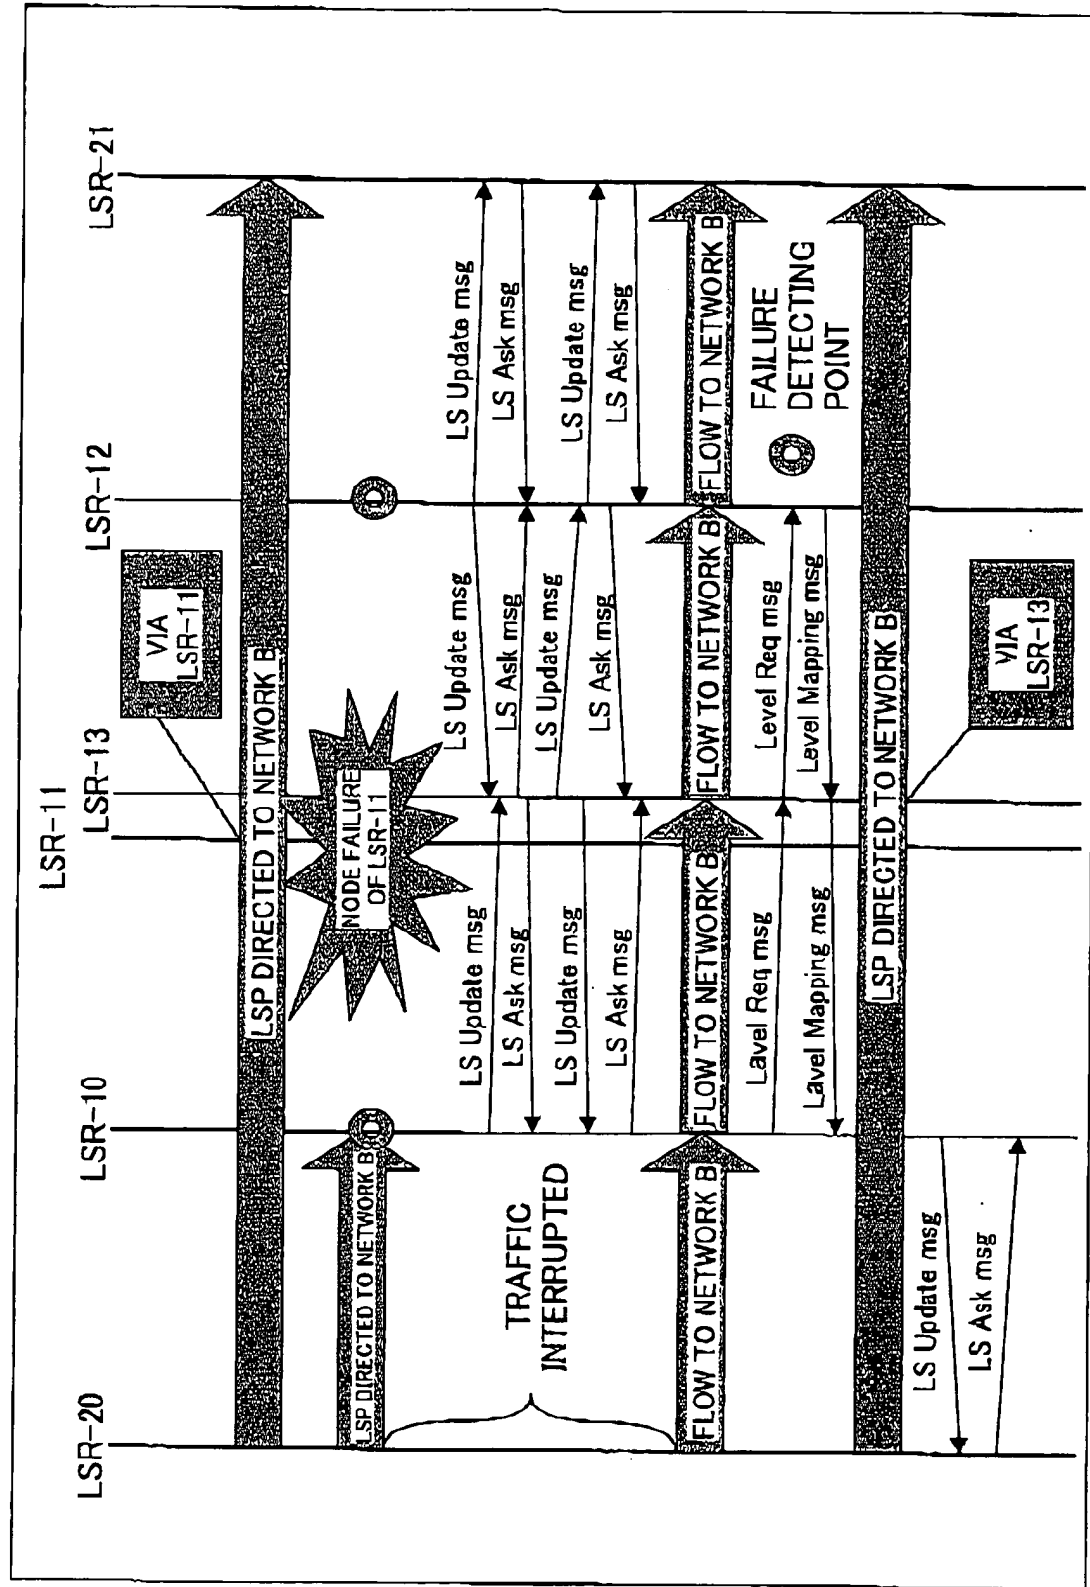 LSR-20
LSR-10
LSR-11
LSR-13
LSR-12
LSR-21
VIA
LSR-11
LSP DIRECTED TO NETWORK B
LSP DIRECTED TO NETWORK B
NODE FAILURE
OF LSR-11
TRAFFIC
INTERRUPTED
LS Update msg
LS Ask msg
LS Update msg
LS Ask msg
LS Update msg
LS Ask msg
LS Update msg
LS Ask msg
LS Update msg
LS Ask msg
LS Update msg
LS Ask msg
FLOW TO NETWORK B
FLOW TO NETWORK B
FLOW TO NETWORK B
FLOW TO NETWORK B
Lavel Req msg
Lavel Mapping msg
Level Req msg
Level Mapping msg
FAILURE
DETECTING
POINT
LSP DIRECTED TO NETWORK B
VIA
LSR-13
LS Update msg
LS Ask msg